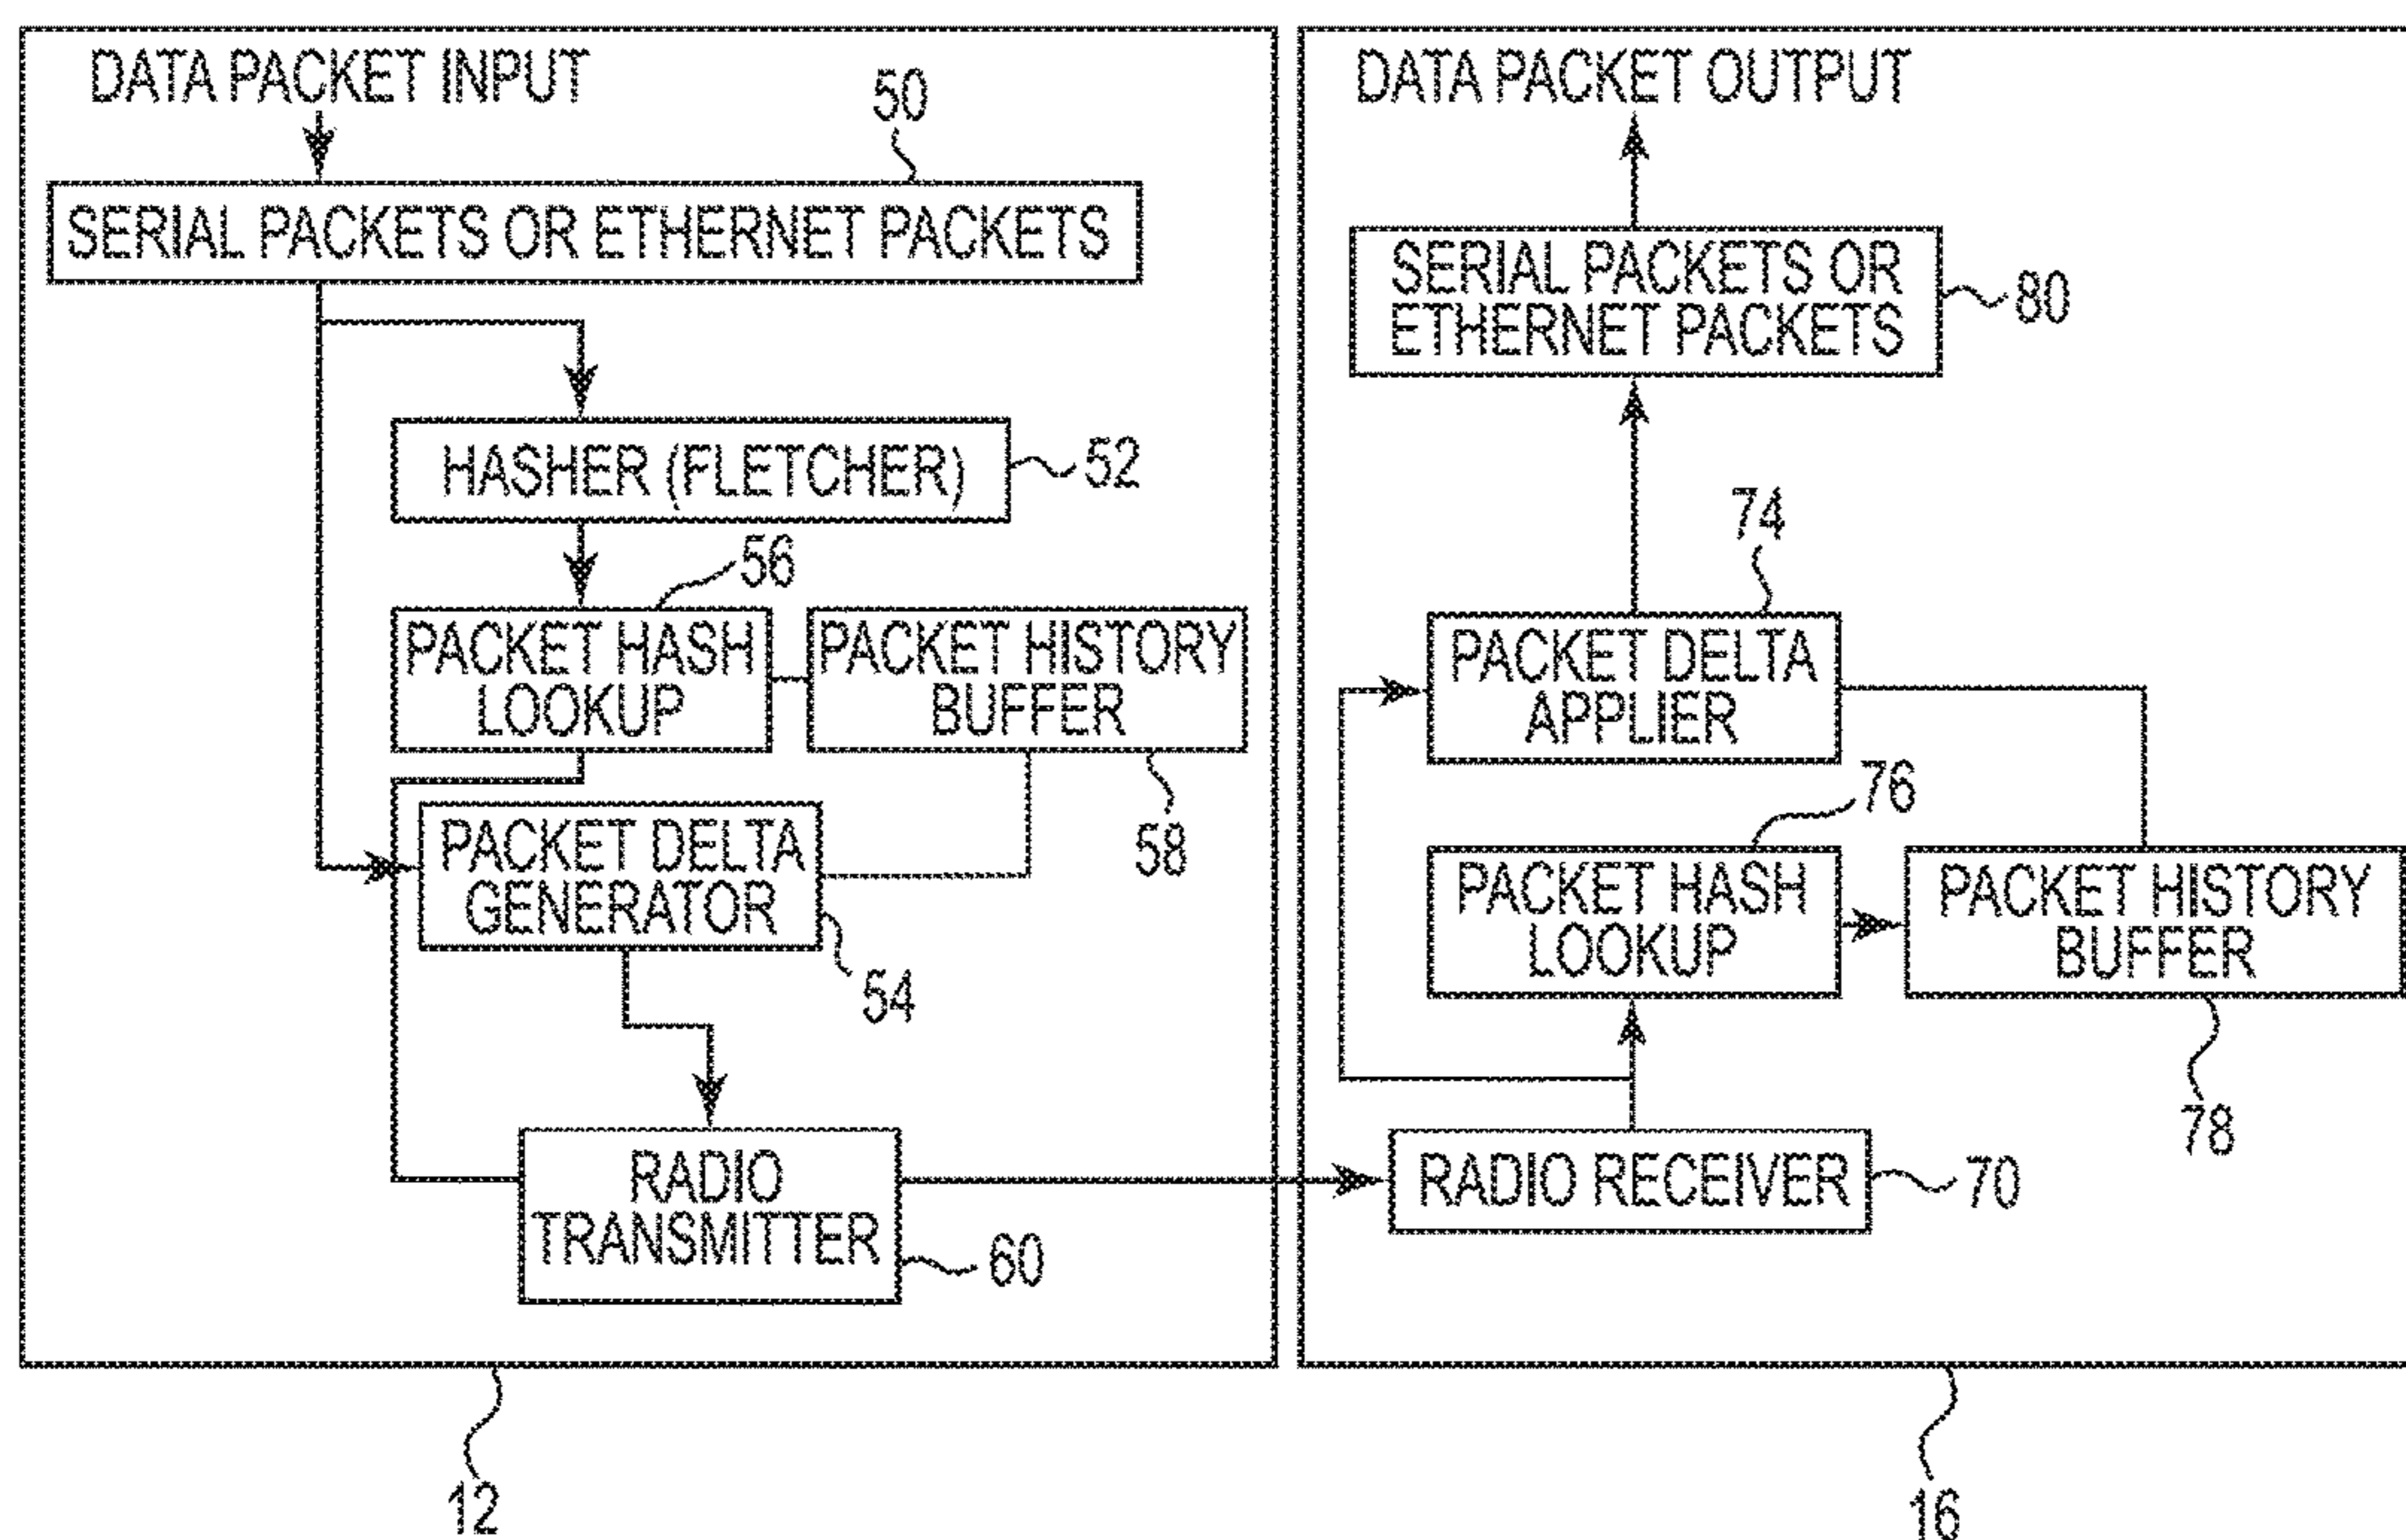 DATA PACKET INPUT
50
SERIAL PACKETS OR ETHERNET PACKETS
HASHER (FLETCHER)
52
56
PACKET HASH
LOOKUP
PACKET HISTORY
BUFFER
58
PACKET DELTA
GENERATOR
54
RADIO
TRANSMITTER
60
12
DATA PACKET OUTPUT
SERIAL PACKETS OR
ETHERNET PACKETS
80
74
PACKET DELTA
APPLIER
76
PACKET HASH
LOOKUP
PACKET HISTORY
BUFFER
78
RADIO RECEIVER
70
16